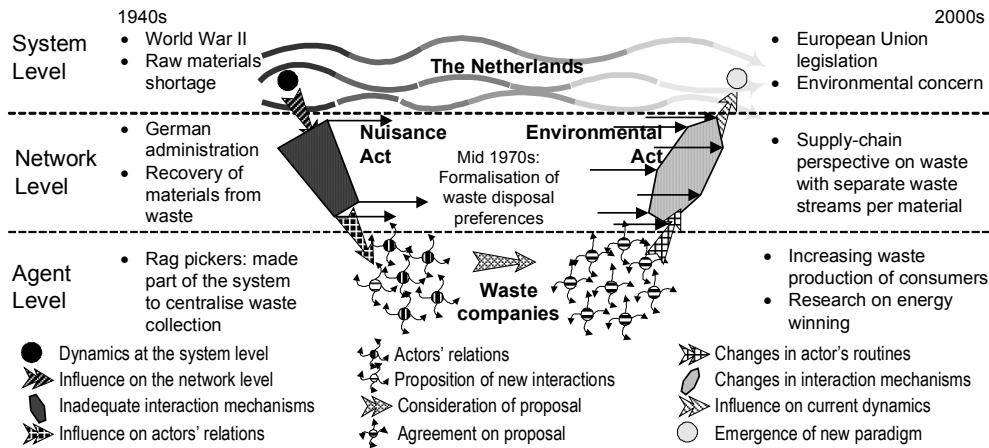 1940s
2000s
System
Level
• World War II
• Raw materials
shortage
The Netherlands
• European Union
legislation
• Environmental concern
Network
Level
• German
administration
• Recovery of
materials from
waste
Nuisance
Act
Mid 1970s:
Formalisation of
waste disposal
preferences
Environmental
Act
• Supply-chain
perspective on waste
with separate waste
streams per material
Agent
Level
• Rag pickers: made
part of the system
to centralise waste
collection
Waste
companies
• Increasing waste
production of consumers
• Research on energy
winning
Dynamics at the system level
Influence on the network level
Inadequate interaction mechanisms
Influence on actors' relations
Actors' relations
Proposition of new interactions
Consideration of proposal
Agreement on proposal
Changes in actor's routines
Changes in interaction mechanisms
Influence on current dynamics
Emergence of new paradigm